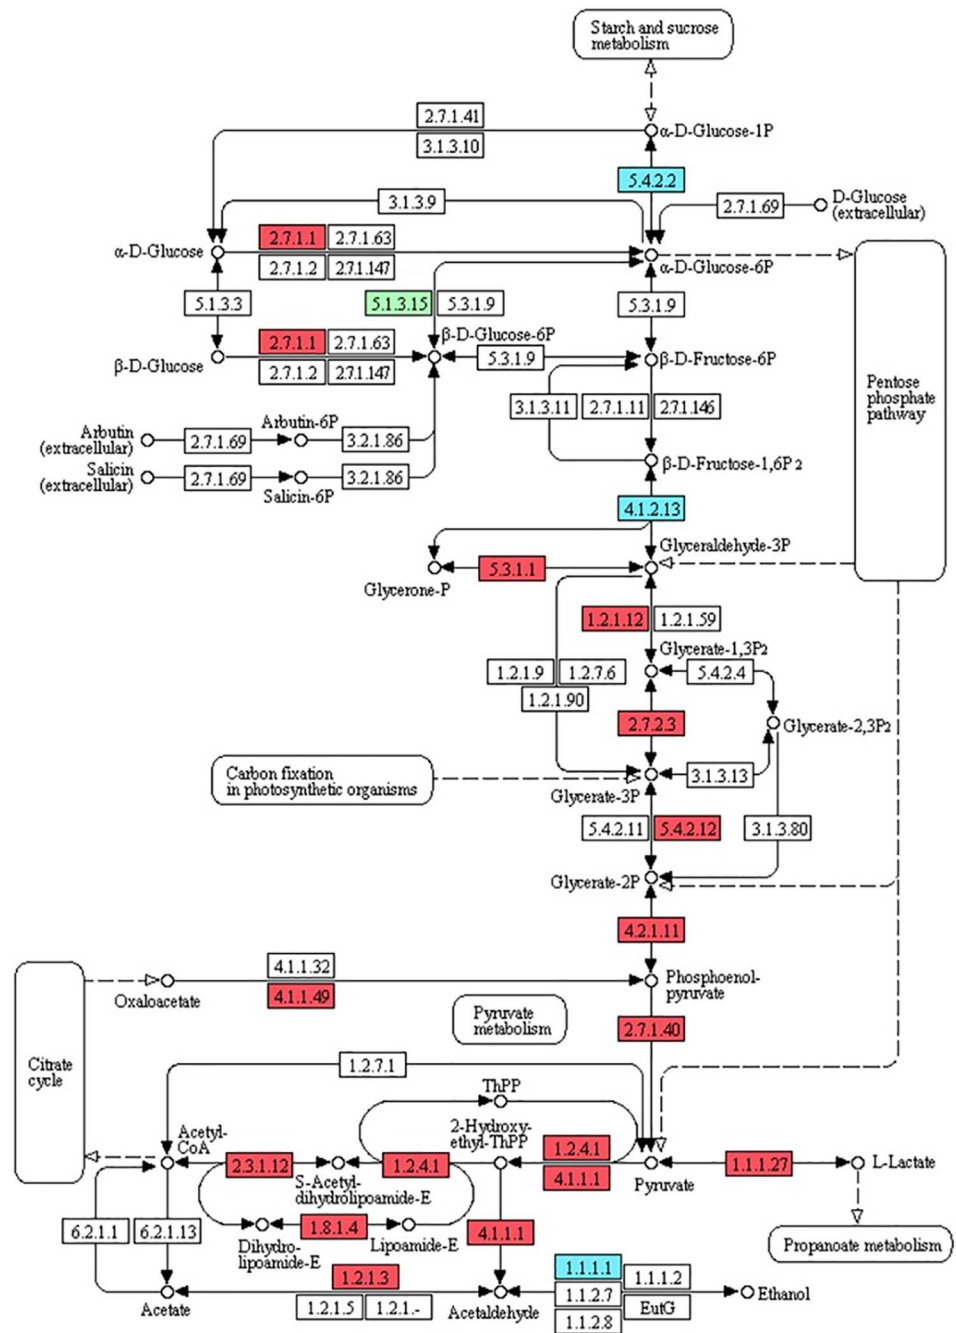 Starch and sucrose
metabolism
2.7.1.41
α-D-Glucose-1P
3.1.3.10
5.4.2.2
3.1.3.9
2.7.1.69
D-Glucose
(extracellular)
2.7.1.1
2.7.1.63
α-D-Glucose
2.7.1.2
2.7.1.147
α-D-Glucose-6P
5.1.3.3
5.1.3.15
5.3.1.9
5.3.1.9
2.7.1.1
2.7.1.63
β-D-Glucose-6P
β-D-Glucose
2.7.1.2
2.7.1.147
5.3.1.9
β-D-Fructose-6P
Pentose
phosphate
pathway
3.1.3.11
2.7.1.11
2.7.1.146
Arbutin
(extracellular)
2.7.1.69
Arbutin-6P
3.2.1.86
Salicin
(extracellular)
2.7.1.69
Salicin-6P
3.2.1.86
β-D-Fructose-1,6P2
4.1.2.13
Glyceraldehyde-3P
Glycerone-P
5.3.1.1
1.2.1.12
1.2.1.59
Glycerate-1,3P2
1.2.1.9
1.2.7.6
5.4.2.4
1.2.1.90
2.7.2.3
Glycerate-2,3P2
Carbon fixation
in photosynthetic organisms
3.1.3.13
Glycerate-3P
5.4.2.11
5.4.2.12
3.1.3.80
Glycerate-2P
4.2.1.11
4.1.1.32
Oxaloacetate
4.1.1.49
Phosphoenol-
pyruvate
Pyruvate
metabolism
2.7.1.40
Citrate
cycle
1.2.7.1
ThPP
Acetyl-
CoA
2-Hydroxy-
ethyl-ThPP
1.2.4.1
2.3.1.12
1.2.4.1
4.1.1.1
Pyruvate
1.1.1.27
L-Lactate
S-Acetyl-
dihydrolipoamide-E
6.2.1.1
6.2.1.13
1.8.1.4
4.1.1.1
Dihydro-
lipoamide-E
Lipoamide-E
Propanoate metabolism
1.2.1.3
1.1.1.1
1.1.1.2
Acetate
1.2.1.5
1.2.1.-
Acetaldehyde
1.1.2.7
EutG
Ethanol
1.1.2.8